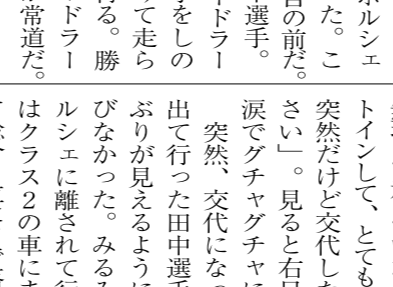 ルシェ
た。こ
の前だ。
選手。
ドラー
をしの
て走ら
る。勝
ドラー
常道だ。
トインして、とても
突然だけど交代した
さい」。見ると右目
涙でグチャグチャに
突然、交代になっ
出て行った田中選手
ぶりが見えるように
びなかった。みるみ
ルシェに離されて行
はクラス2の車にま